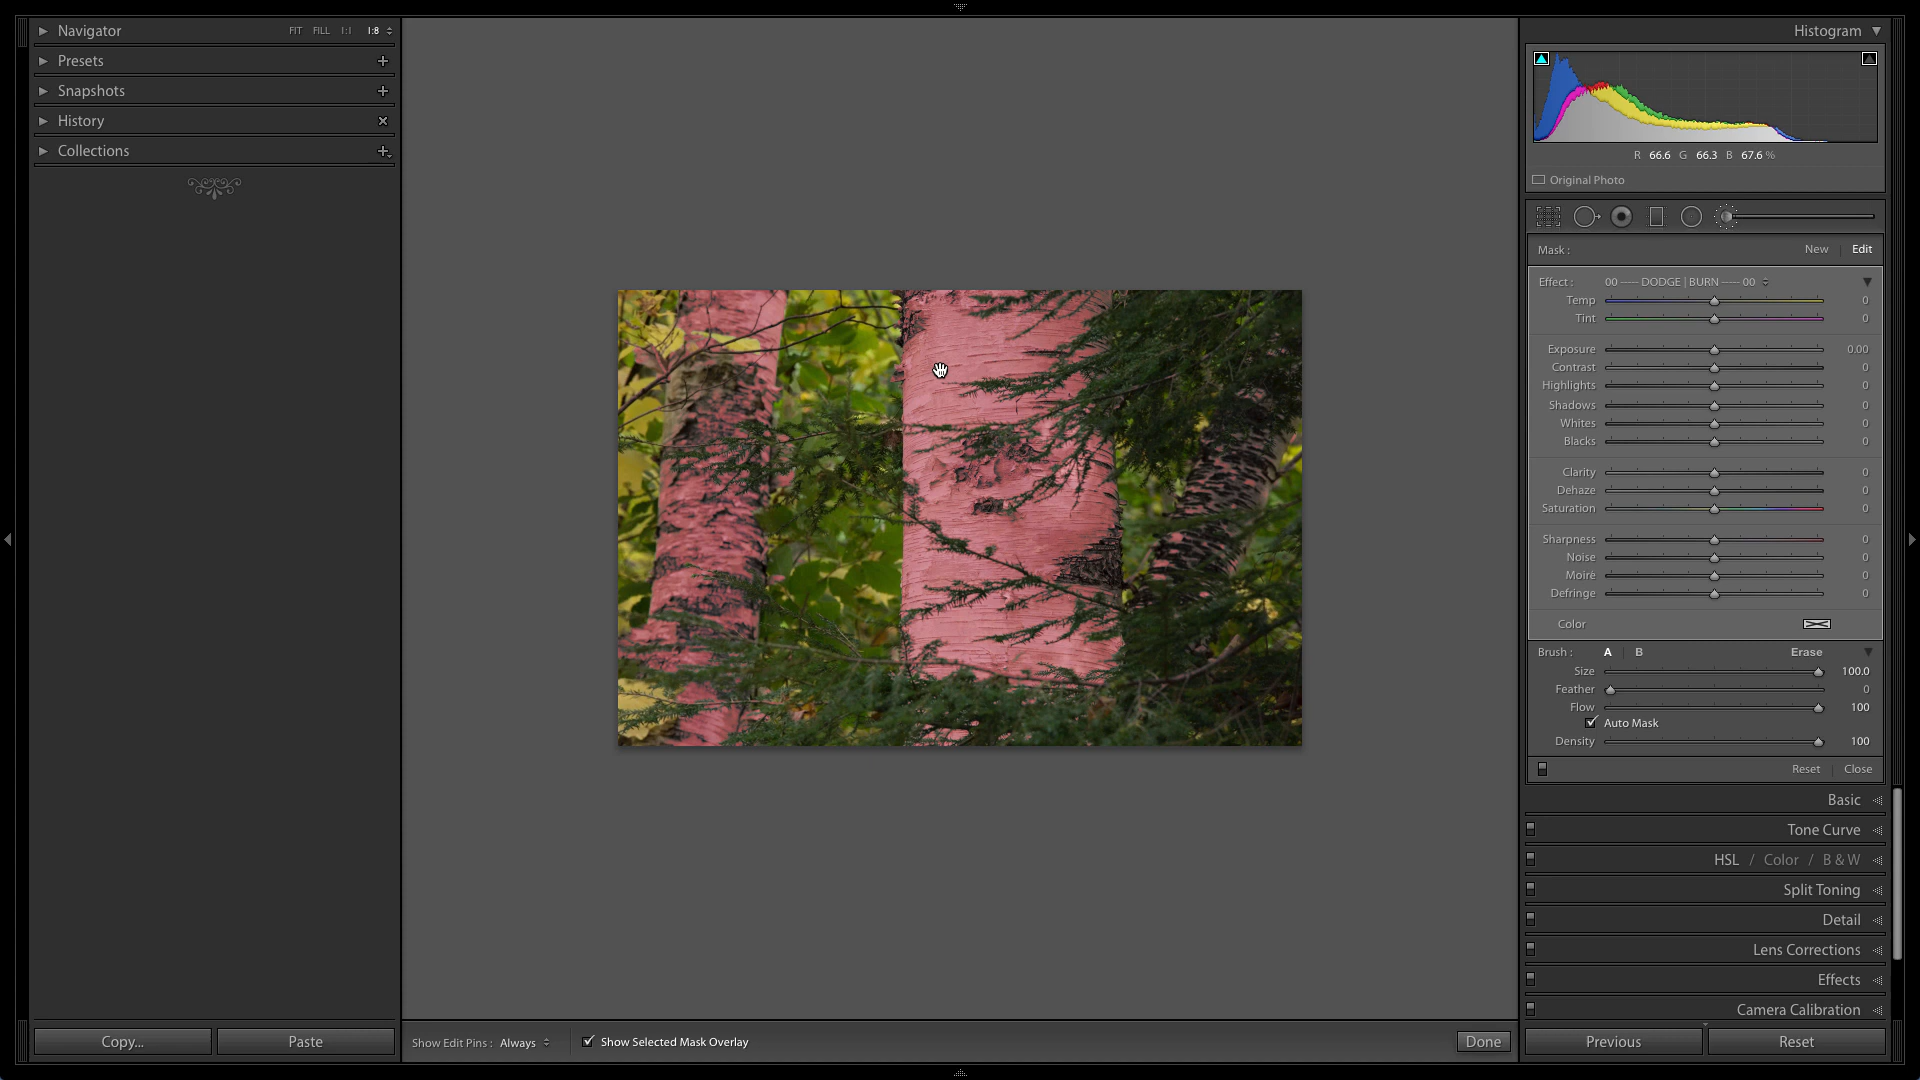 Navigator FIT FILL 1:1 1:8
Presets
Snapshots
History
Collections
Copy...
Paste
Show Edit Pins : Always
Show Selected Mask Overlay
Done
Histogram
R 66.6 G 66.3 B 67.6 %
Original Photo
Mask : New Edit
Effect : 00 ----- DODGE | BURN ----- 00
Temp 0
Tint 0
Exposure 0.00
Contrast 0
Highlights 0
Shadows 0
Whites 0
Blacks 0
Clarity 0
Dehaze 0
Saturation 0
Sharpness 0
Noise 0
Moiré 0
Defringe 0
Color
Brush : A B Erase
Size 100.0
Feather 0
Flow 100
Auto Mask
Density 100
Reset Close
Basic
Tone Curve
HSL / Color / B & W
Split Toning
Detail
Lens Corrections
Effects
Camera Calibration
Previous
Reset